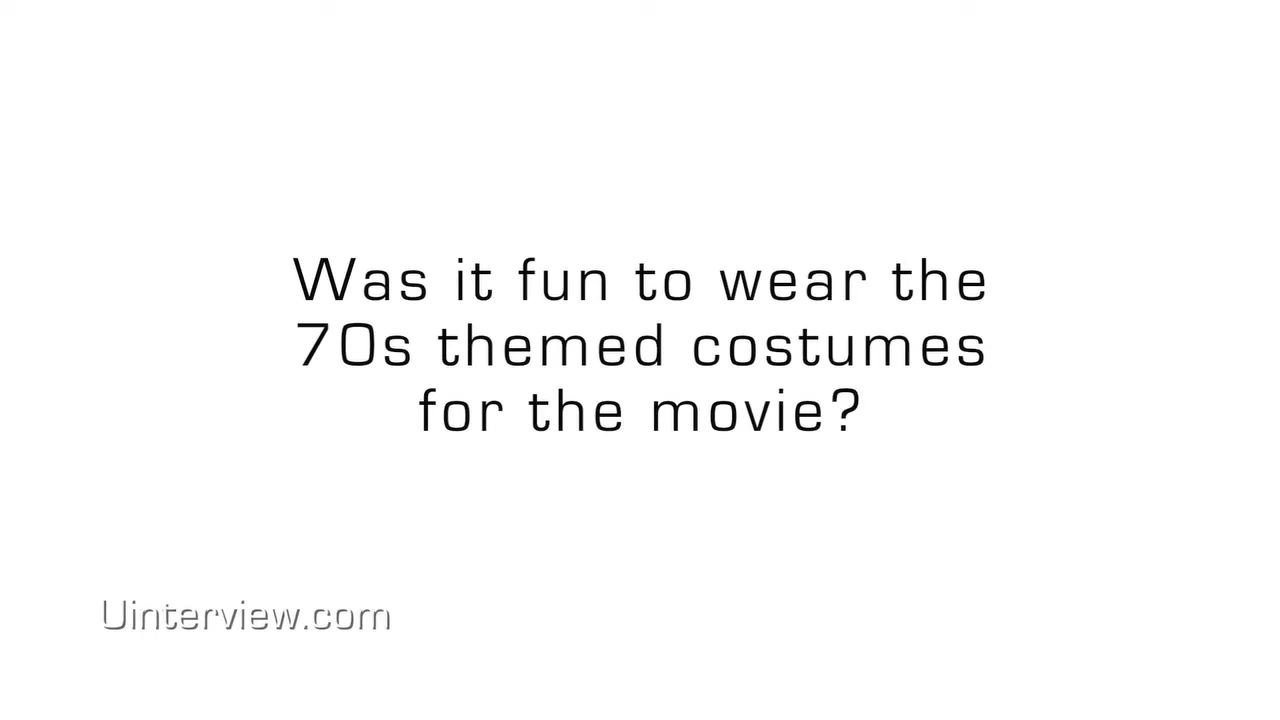 Was it fun to wear the
70s themed costumes
for the movie?
Uinterview.com